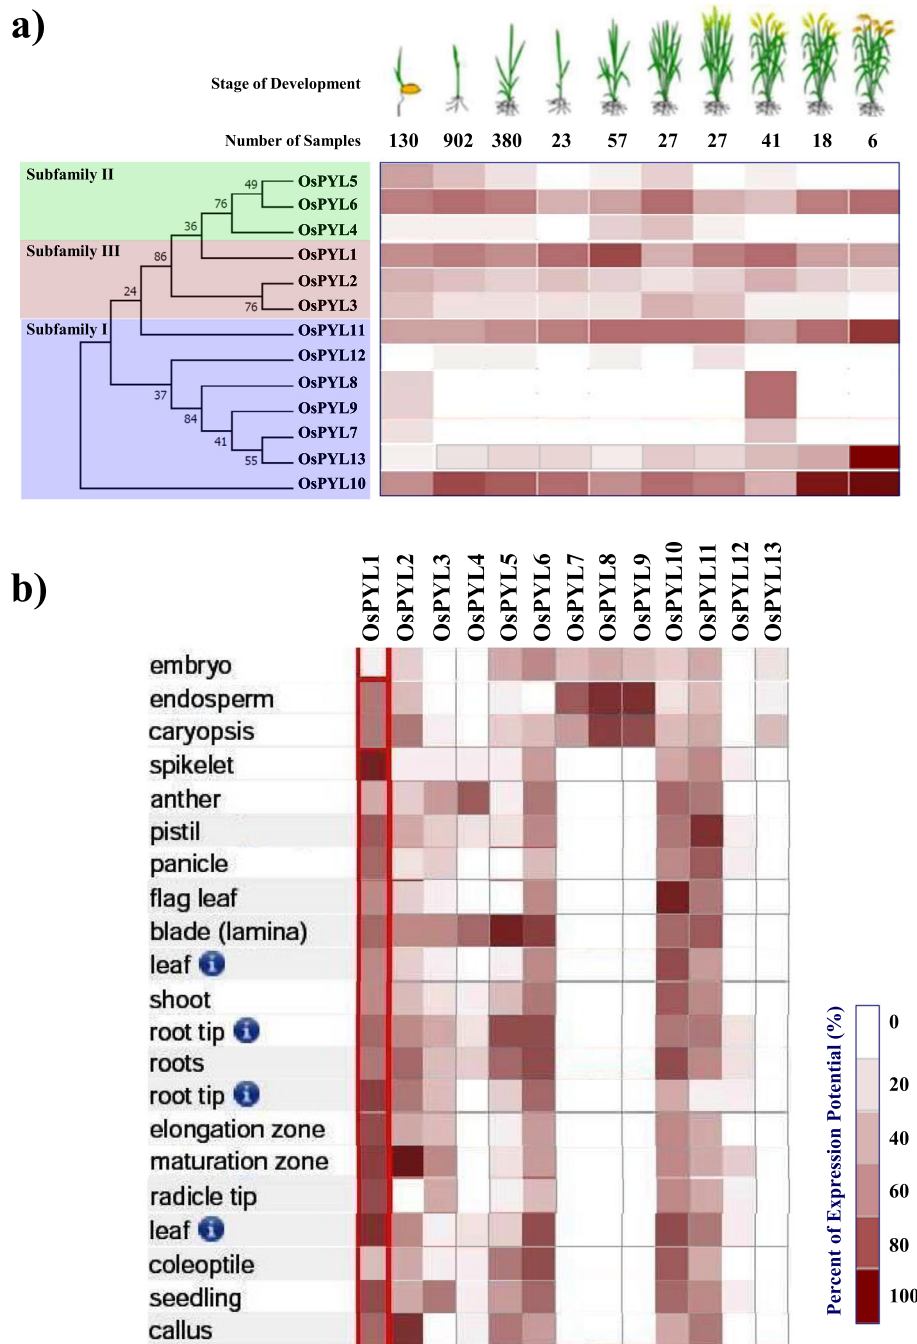 a)
Stage of Development
Number of Samples 130 902 380 23 57 27 27 41 18 6
Subfamily II
OsPYL5
49
OsPYL6
76
OsPYL4
36
Subfamily III
OsPYL1
86
OsPYL2
OsPYL3
76
24
Subfamily I
OsPYL11
OsPYL12
37
OsPYL8
84
OsPYL9
41
OsPYL7
55
OsPYL13
OsPYL10
b)
OsPYL1 OsPYL2 OsPYL3 OsPYL4 OsPYL5 OsPYL6 OsPYL7 OsPYL8 OsPYL9 OsPYL10 OsPYL11 OsPYL12 OsPYL13
embryo
endosperm
caryopsis
spikelet
anther
pistil
panicle
flag leaf
blade (lamina)
leaf i
shoot
root tip i
roots
root tip i
elongation zone
maturation zone
radicle tip
leaf i
coleoptile
seedling
callus
Percent of Expression Potential (%)
0
20
40
60
80
100